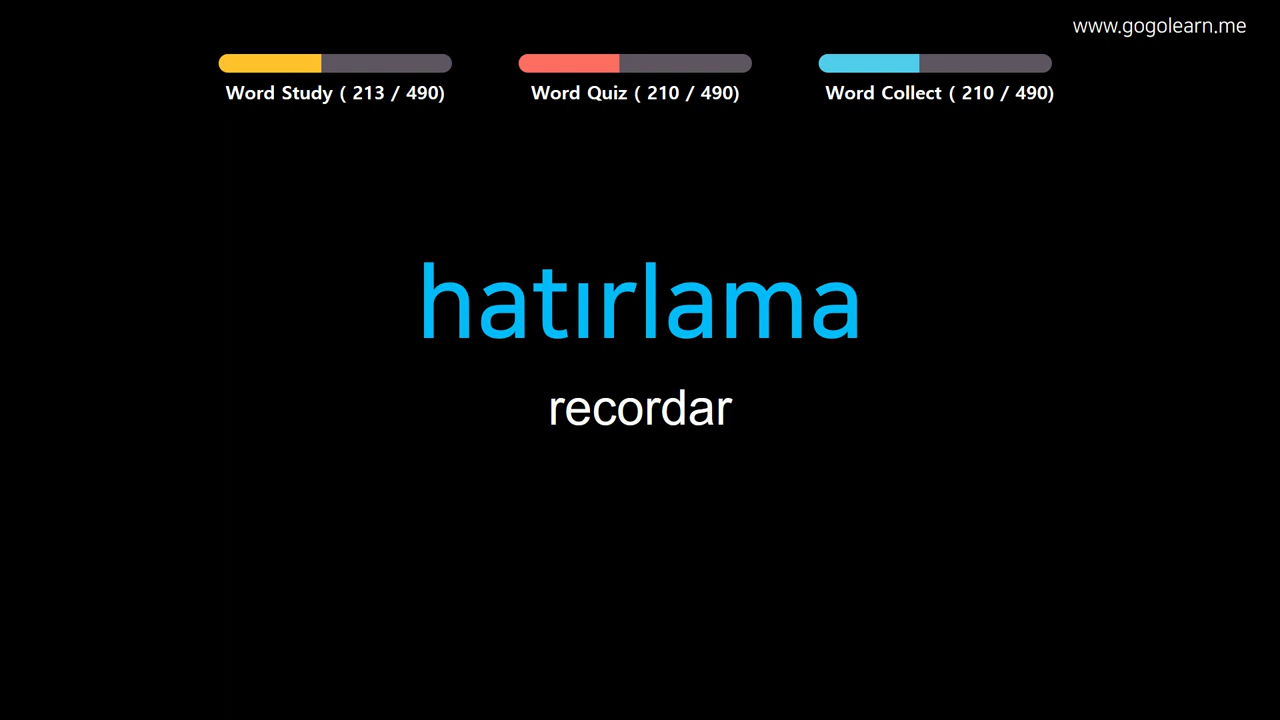 www.gogolearn.me
Word Study ( 213 / 490)
Word Quiz ( 210 / 490)
Word Collect ( 210 / 490)
hatırlama
recordar